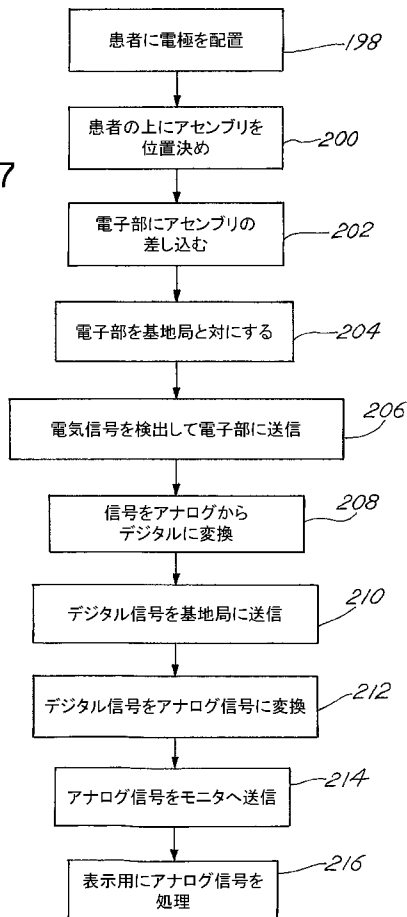 患者に電極を配置
198
患者の上にアセンブリを
位置決め
200
7
電子部にアセンブリの
差し込む
202
電子部を基地局と対にする
204
電気信号を検出して電子部に送信
206
信号をアナログから
デジタルに変換
208
デジタル信号を基地局に送信
210
デジタル信号をアナログ信号に変換
212
アナログ信号をモニタへ送信
214
表示用にアナログ信号を
処理
216